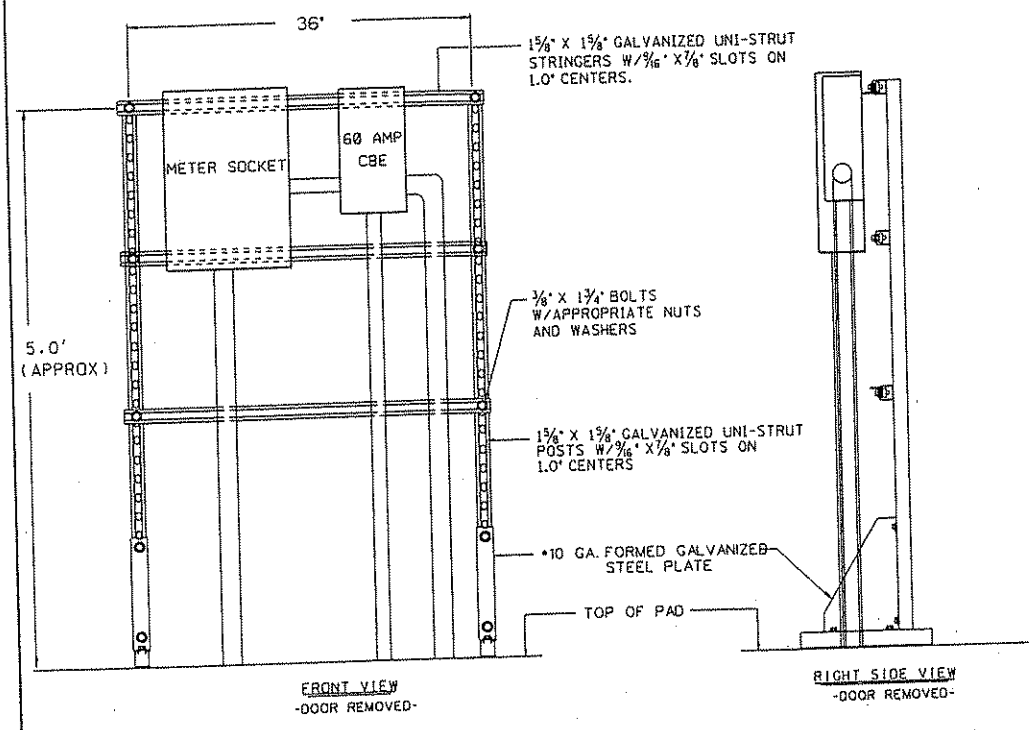 36"
1⅝" X 1⅝" GALVANIZED UNI-STRUT
STRINGERS W/9/16" X⅞" SLOTS ON
1.0" CENTERS.
METER SOCKET
60 AMP
CBE
5.0'
(APPROX)
⅜" X 1¾" BOLTS
W/APPROPRIATE NUTS
AND WASHERS
1⅝" X 1⅝" GALVANIZED UNI-STRUT
POSTS W/9/16" X⅞" SLOTS ON
1.0" CENTERS
*10 GA. FORMED GALVANIZED
STEEL PLATE
TOP OF PAD
FRONT VIEW
-DOOR REMOVED-
RIGHT SIDE VIEW
-DOOR REMOVED-